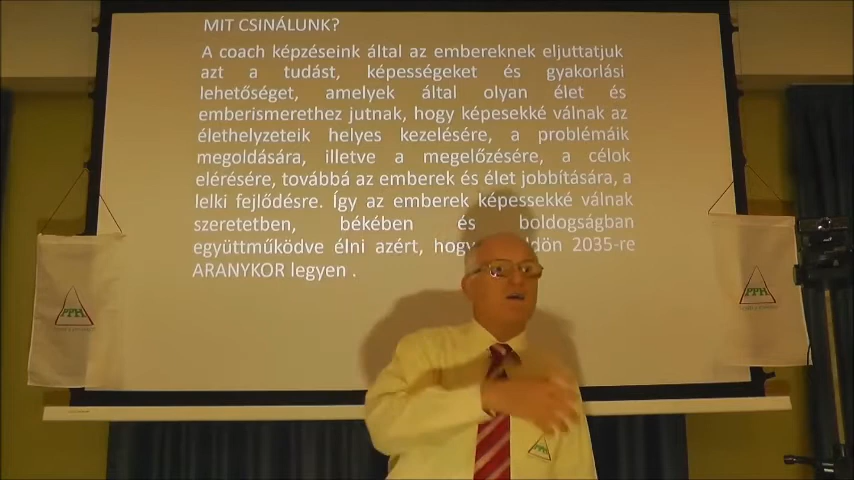 MIT CSINÁLUNK?
A coach képzéseink által az embereknek eljuttatjuk
azt a tudást, képességeket és gyakorlási
lehetőséget, amelyek által olyan élet és
emberismerethez jutnak, hogy képesekké válnak az
élethelyzeteik helyes kezelésére, a problémáik
megoldására, illetve a megelőzésére, a célok
elérésére, továbbá az emberek és élet jobbítására, a
lelki fejlődésre. Így az emberek képesekké válnak
szeretetben, békében és boldogságban
együttműködve élni azért, 2035-re
ARANYKOR legyen .
PPH
PPH